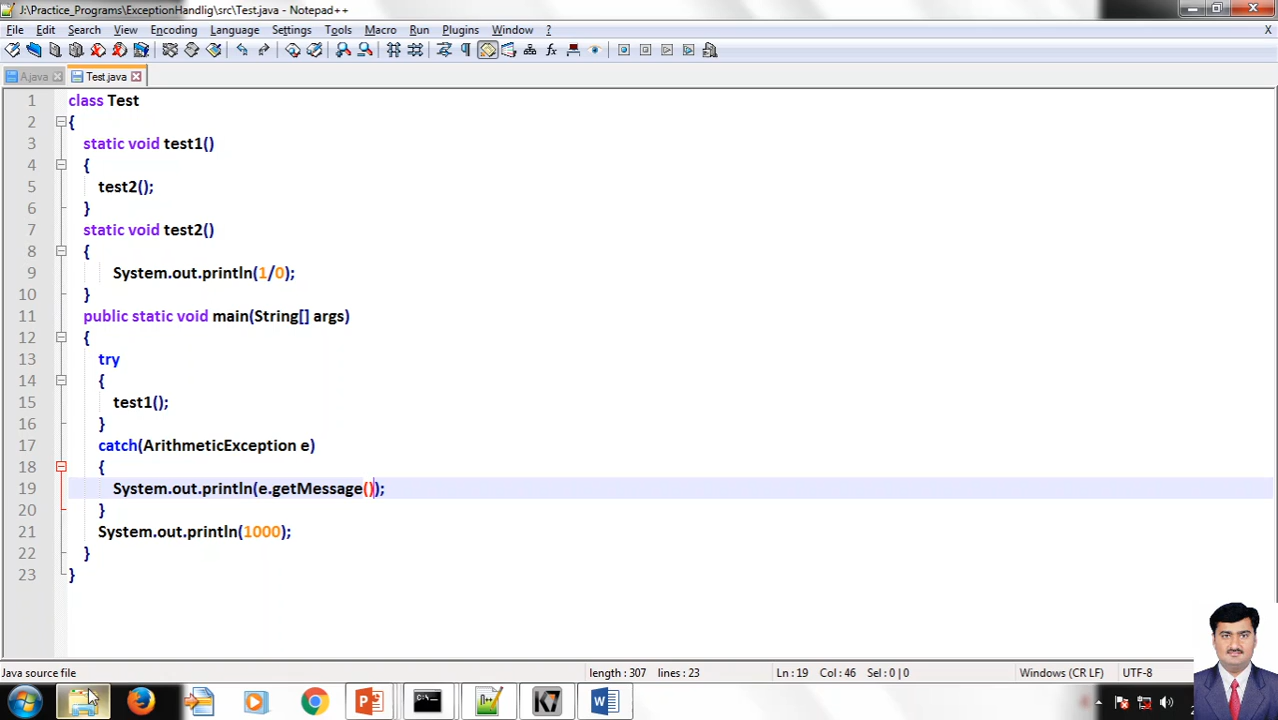 J:\Practice_Programs\ExceptionHandlig\src\Test.java - Notepad++
File Edit Search View Encoding Language Settings Tools Macro Run Plugins Window ? X
A.java Test.java
1 class Test
2 {
3 static void test1()
4 {
5 test2();
6 }
7 static void test2()
8 {
9 System.out.println(1/0);
10 }
11 public static void main(String[] args)
12 {
13 try
14 {
15 test1();
16 }
17 catch(ArithmeticException e)
18 {
19 System.out.println(e.getMessage());
20 }
21 System.out.println(1000);
22 }
23 }
Java source file length : 307 lines : 23 Ln : 19 Col : 46 Sel : 0 | 0 Windows (CR LF) UTF-8